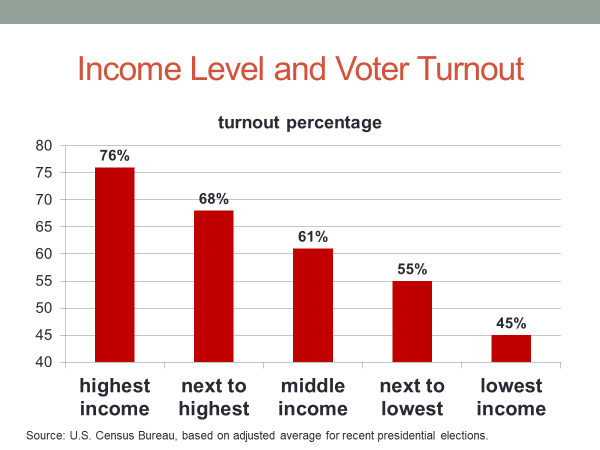 Income Level and Voter Turnout
turnout percentage
80
75
70
65
60
55
50
45
40
76%
68%
61%
55%
45%
highest
income
next to
highest
middle
income
next to
lowest
lowest
income
Source: U.S. Census Bureau, based on adjusted average for recent presidential elections.